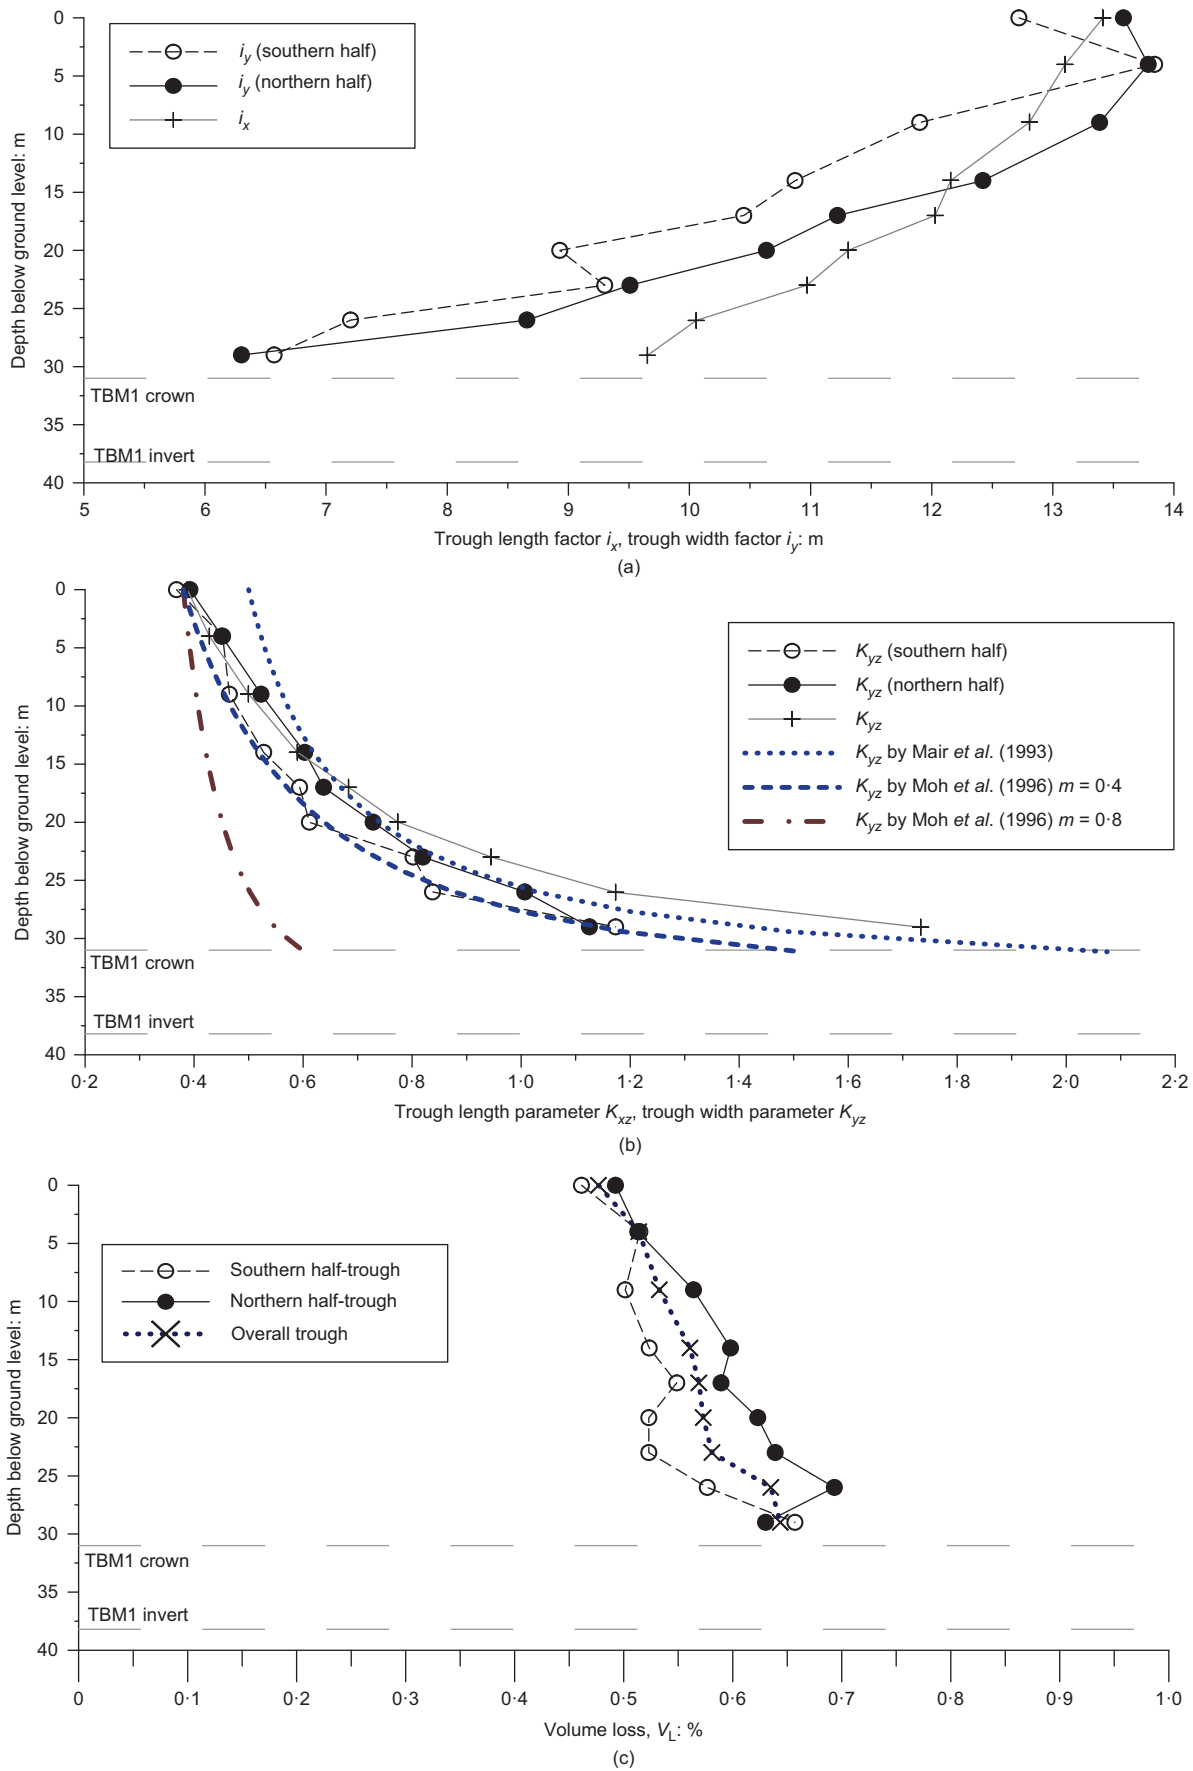 0
5
10
15
20
25
30
35
40
Depth below ground level: m
i_y (southern half)
i_y (northern half)
i_x
TBM1 crown
TBM1 invert
5 6 7 8 9 10 11 12 13 14
Trough length factor i_x, trough width factor i_y: m
(a)
0
5
10
15
20
25
30
35
40
Depth below ground level: m
K_yz (southern half)
K_yz (northern half)
K_yz
K_yz by Mair et al. (1993)
K_yz by Moh et al. (1996) m = 0·4
K_yz by Moh et al. (1996) m = 0·8
TBM1 crown
TBM1 invert
0·2 0·4 0·6 0·8 1·0 1·2 1·4 1·6 1·8 2·0 2·2
Trough length parameter K_xz, trough width parameter K_yz
(b)
0
5
10
15
20
25
30
35
40
Depth below ground level: m
Southern half-trough
Northern half-trough
Overall trough
TBM1 crown
TBM1 invert
0 0·1 0·2 0·3 0·4 0·5 0·6 0·7 0·8 0·9 1·0
Volume loss, V_L: %
(c)